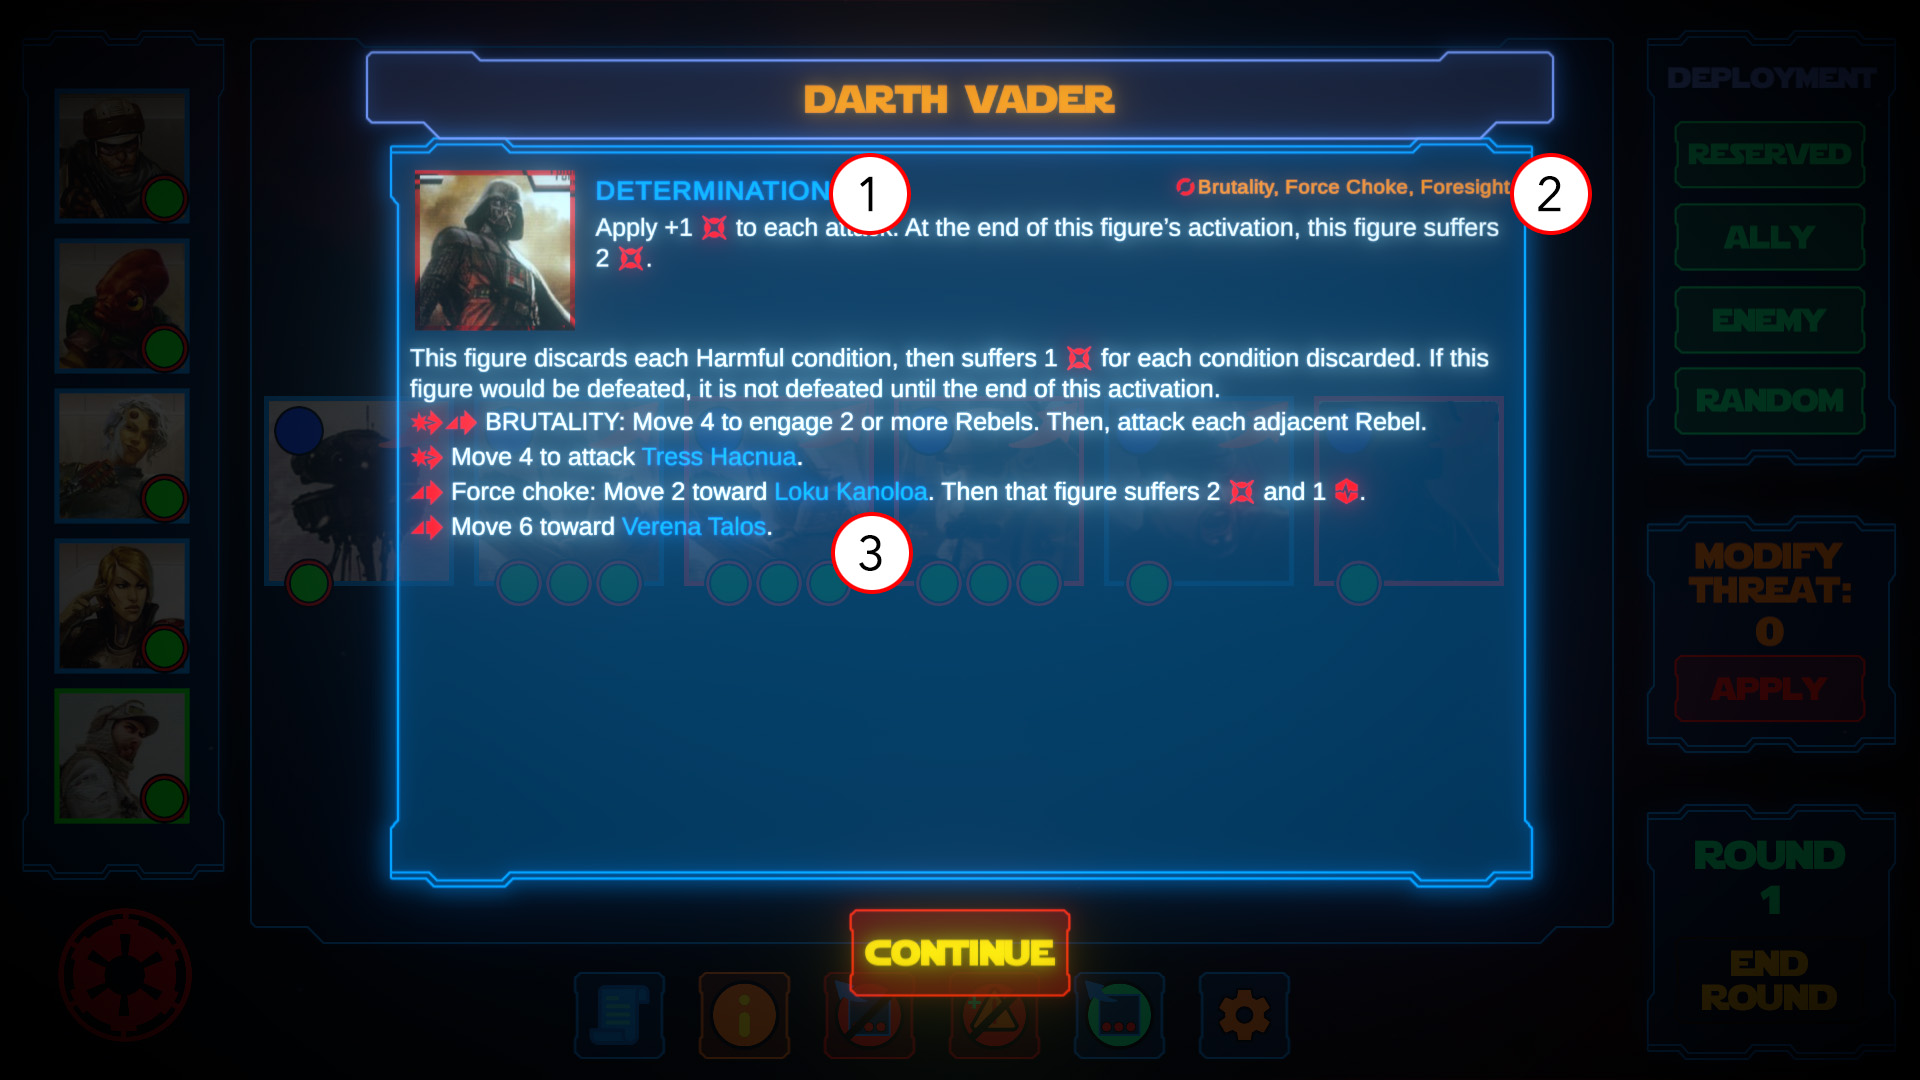 DARTH VADER
DEPLOYMENT
DETERMINATION
1
Brutality, Force Choke, Foresight
2
Apply +1 to each attack. At the end of this figure’s activation, this figure suffers
2 .
This figure discards each Harmful condition, then suffers 1 for each condition discarded. If this
figure would be defeated, it is not defeated until the end of this activation.
BRUTALITY: Move 4 to engage 2 or more Rebels. Then, attack each adjacent Rebel.
Move 4 to attack Tress Hacnua.
Force choke: Move 2 toward Loku Kanoloa. Then that figure suffers 2 and 1 .
Move 6 toward Verena Talos.
3
CONTINUE
RESERVED
ALLY
ENEMY
RANDOM
MODIFY
THREAT:
0
APPLY
ROUND
1
END
ROUND